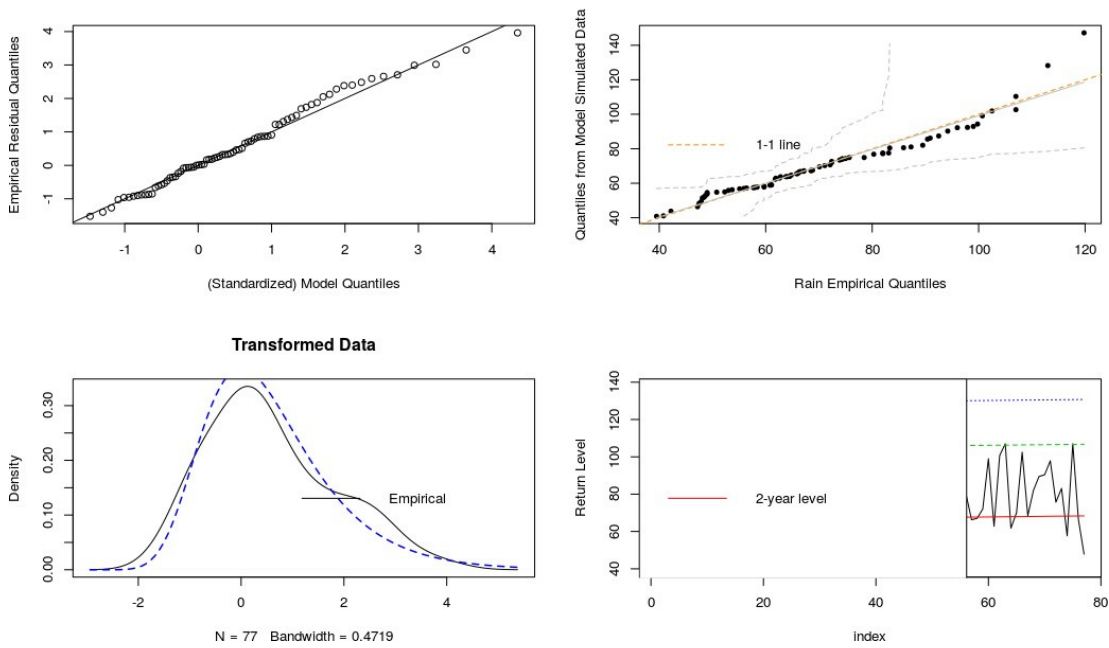 Empirical Residual Quantiles
4
3
2
1
0
-1
-1 0 1 2 3 4
(Standardized) Model Quantiles
Quantiles from Model Simulated Data
140
120
100
80
60
40
1-1 line
40 60 80 100 120
Rain Empirical Quantiles
Transformed Data
Density
0.30
0.20
0.10
0.00
Empirical
-2 0 2 4
N = 77 Bandwidth = 0.4719
Return Level
140
120
100
80
60
40
2-year level
0 20 40 60 80
index